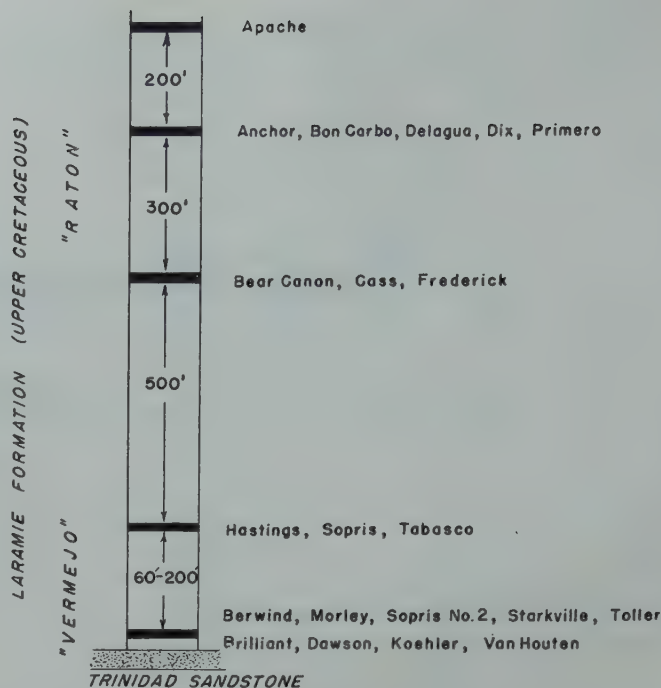 Apache
200'
Anchor, Bon Carbo, Delagua, Dix, Primero
300'
Bear Canon, Cass, Frederick
500'
Hastings, Sopris, Tabasco
60'-200'
Berwind, Morley, Sopris No. 2, Starkville, Toller
Brilliant, Dawson, Koehler, Van Houten
TRINIDAD SANDSTONE
LARAMIE FORMATION (UPPER CRETACEOUS)
"RATON"
"VERMEJO"